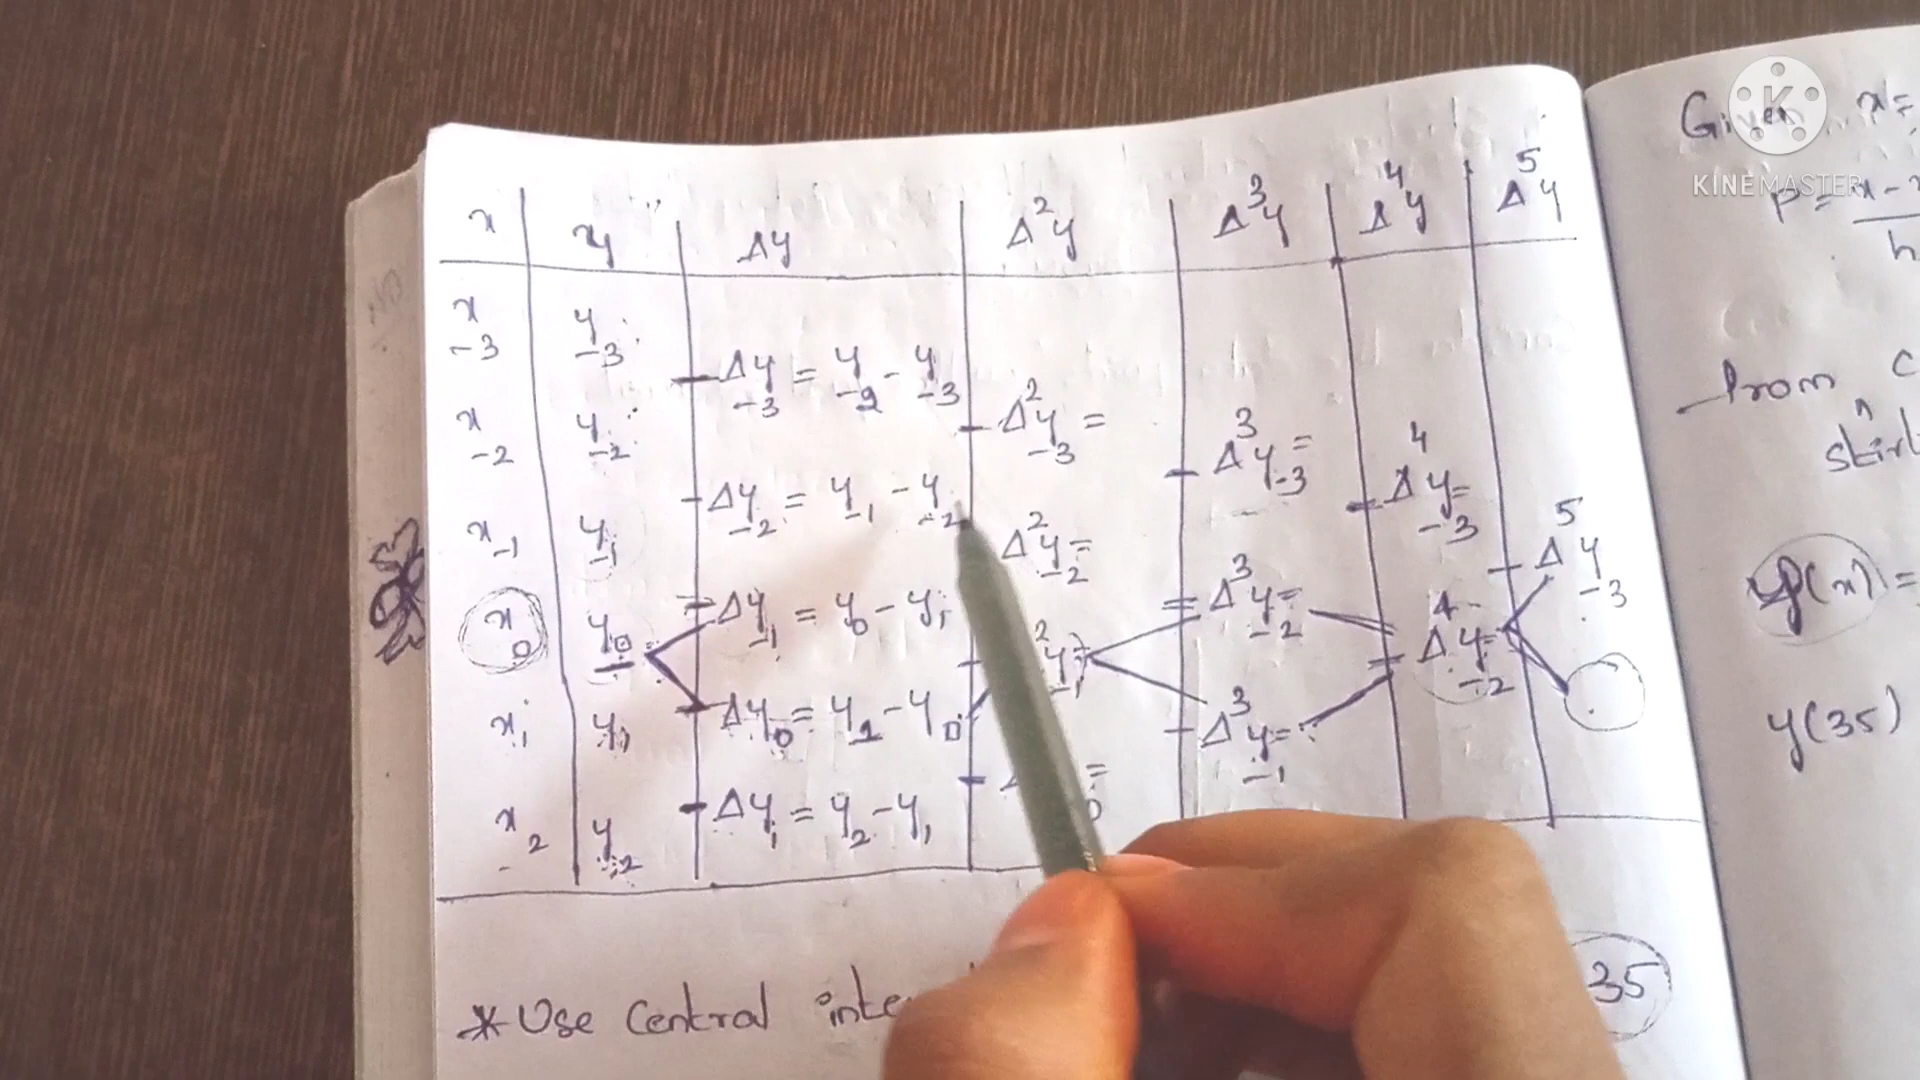 x y Δy Δ²y Δ³y Δ⁴y Δ⁵y
x₋₃ y₋₃
Δy₋₃ = y₋₂ - y₋₃
x₋₂ y₋₂ Δ²y₋₃ =
Δy₋₂ = y₋₁ - y₋₂ Δ³y₋₃ =
x₋₁ y₋₁ Δ²y₋₂ = Δ⁴y₋₃ =
Δy₋₁ = y₀ - y₋₁ Δ³y₋₂ = Δ⁵y₋₃
x₀ y₀ ²y₋₁ = Δ⁴y₋₂ =
Δy₀ = y₁ - y₀ Δ³y₋₁ =
x₁ y₁ Δ ₀ =
Δy₁ = y₂ - y₁
x₂ y₂
* Use Central 35
Given x =
P = x -
h
from
y(x) =
y(35)
KINEMASTER